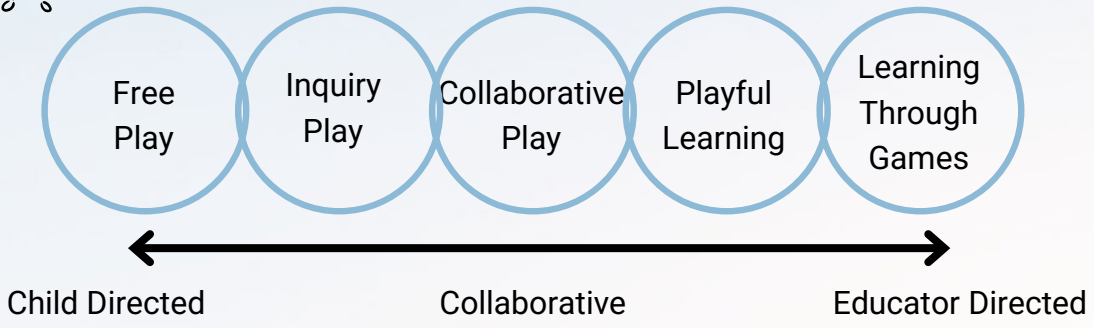 Free
Play
Inquiry
Play
Collaborative
Play
Playful
Learning
Learning
Through
Games
Child Directed
Collaborative
Educator Directed